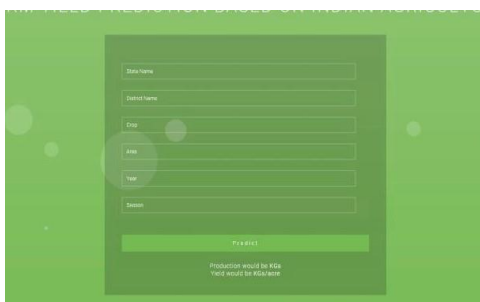 State Name
District Name
Crop
Area
Year
Season
Predict
Production would be KGs
Yield would be KGs/acre